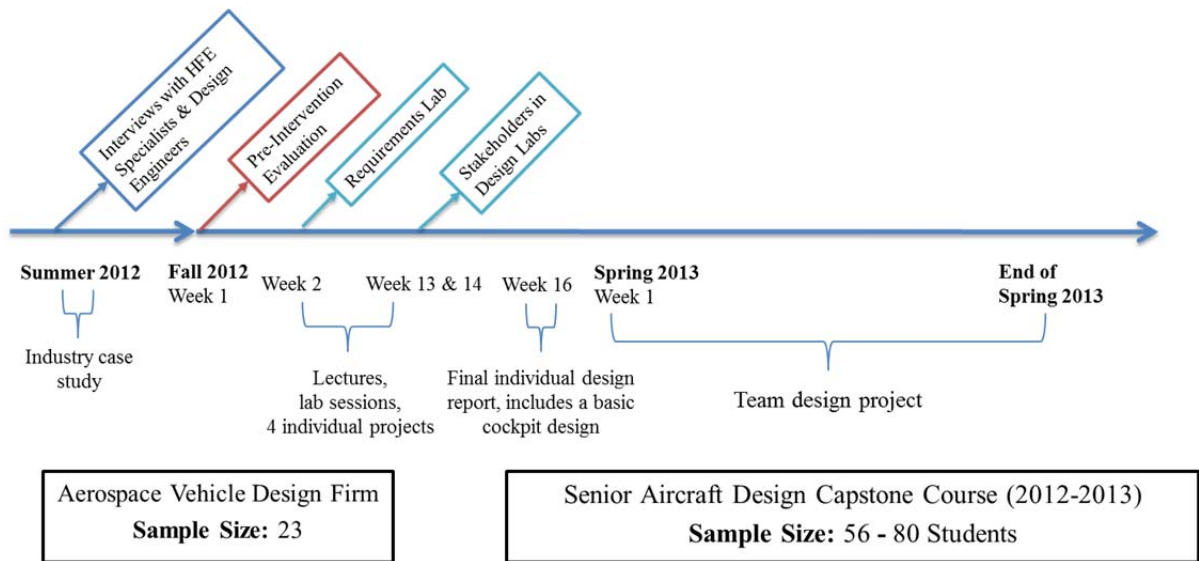 Interviews with HFE
Specialists & Design
Engineers
Pre-Intervention
Evaluation
Requirements Lab
Stakeholders in
Design Labs
Summer 2012
Fall 2012
Week 1
Week 2
Week 13 & 14
Week 16
Spring 2013
Week 1
End of
Spring 2013
Industry case
study
Lectures,
lab sessions,
4 individual projects
Final individual design
report, includes a basic
cockpit design
Team design project
Aerospace Vehicle Design Firm
Sample Size: 23
Senior Aircraft Design Capstone Course (2012-2013)
Sample Size: 56 - 80 Students